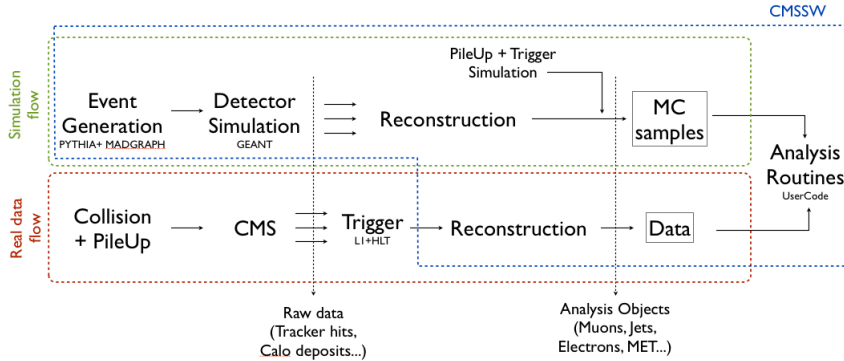 CMSSW
Simulation
flow
PileUp + Trigger
Simulation
Event
Generation
PYTHIA+ MADGRAPH
Detector
Simulation
GEANT
Reconstruction
MC
samples
Analysis
Routines
UserCode
Real data
flow
Collision
+ PileUp
CMS
Trigger
L1+HLT
Reconstruction
Data
Raw data
(Tracker hits,
Calo deposits...)
Analysis Objects
(Muons, Jets,
Electrons, MET...)